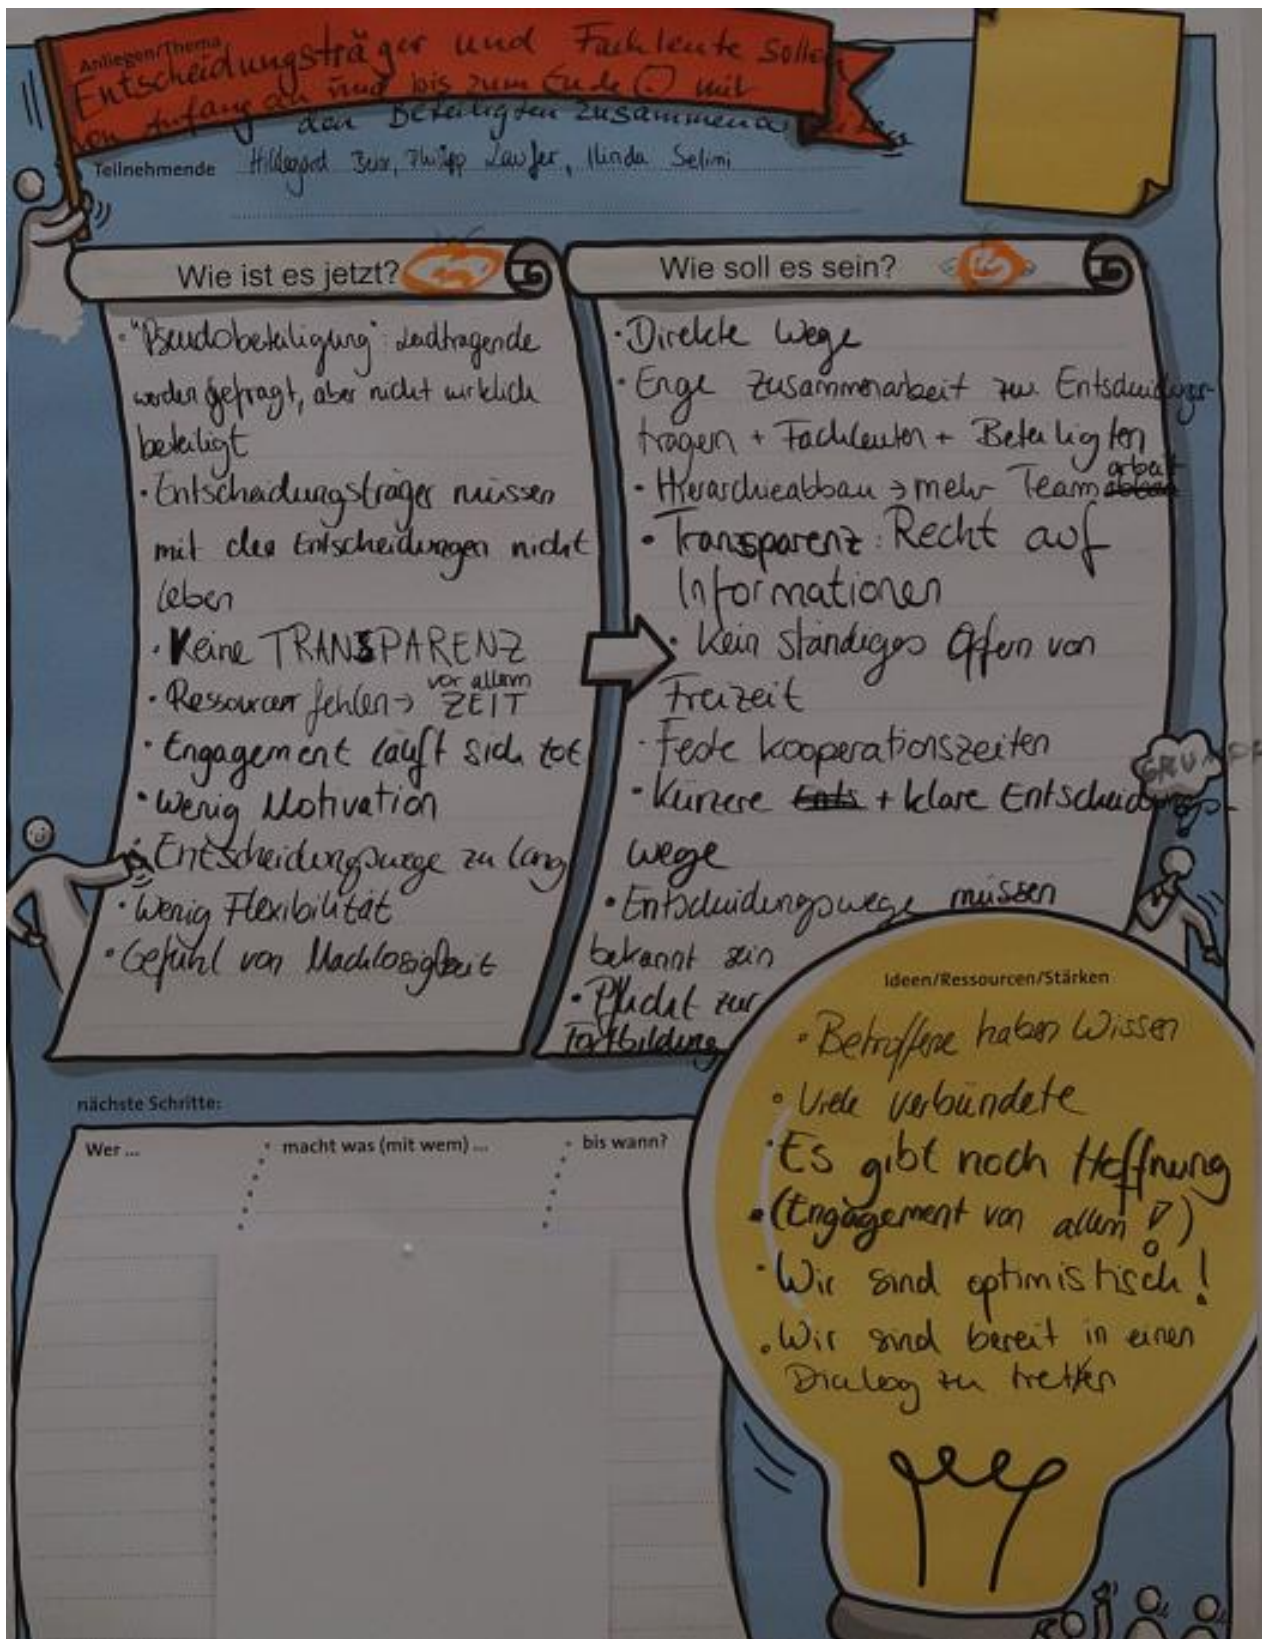 Anliegen/Thema
Entscheidungsträger und Fachleute sollen
von Anfang an und bis zum Ende (!) mit
den Beteiligten zusammen
Teilnehmende Hildegard Philipp Laufer, Ilinda Selimi
Wie ist es jetzt?
• "Pseudobeteiligung": Leidtragende
werden gefragt, aber nicht wirklich
beteiligt
• Entscheidungsträger müssen
mit den Entscheidungen nicht
leben
• Keine TRANSPARENZ
• Ressourcen fehlen → vor allem ZEIT
• Engagement läuft sich tot
• Wenig Motivation
• Entscheidungswege zu lang
• Wenig Flexibilität
• Gefühl von Machlosigkeit
Wie soll es sein?
• Direkte Wege
• Enge Zusammenarbeit zw. Entscheidungs-
trägern + Fachleuten + Beteiligten
• Hierarchieabbau → mehr Teamarbeit
• Transparenz: Recht auf
Informationen
• Kein ständiges Opfern von
Freizeit
• Feste Kooperationszeiten
• Kürzere Ents + klare Entscheidungs-
wege
• Entscheidungswege müssen
bekannt sein
• Pflicht zur
Fortbildung
Ideen/Ressourcen/Stärken
• Betroffene haben Wissen
• Viele Verbündete
• Es gibt noch Hoffnung
• (Engagement von allem !)
• Wir sind optimistisch!
• Wir sind bereit in einen
Dialog zu treten
nächste Schritte:
Wer ... macht was (mit wem) ... bis wann?